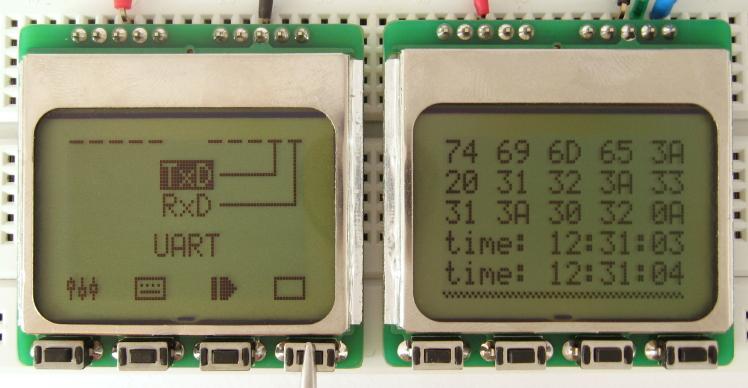 TxD
RxD
UART
74 69 6D 65 3A
20 31 32 3A 33
31 3A 30 32 0A
time: 12:31:03
time: 12:31:04